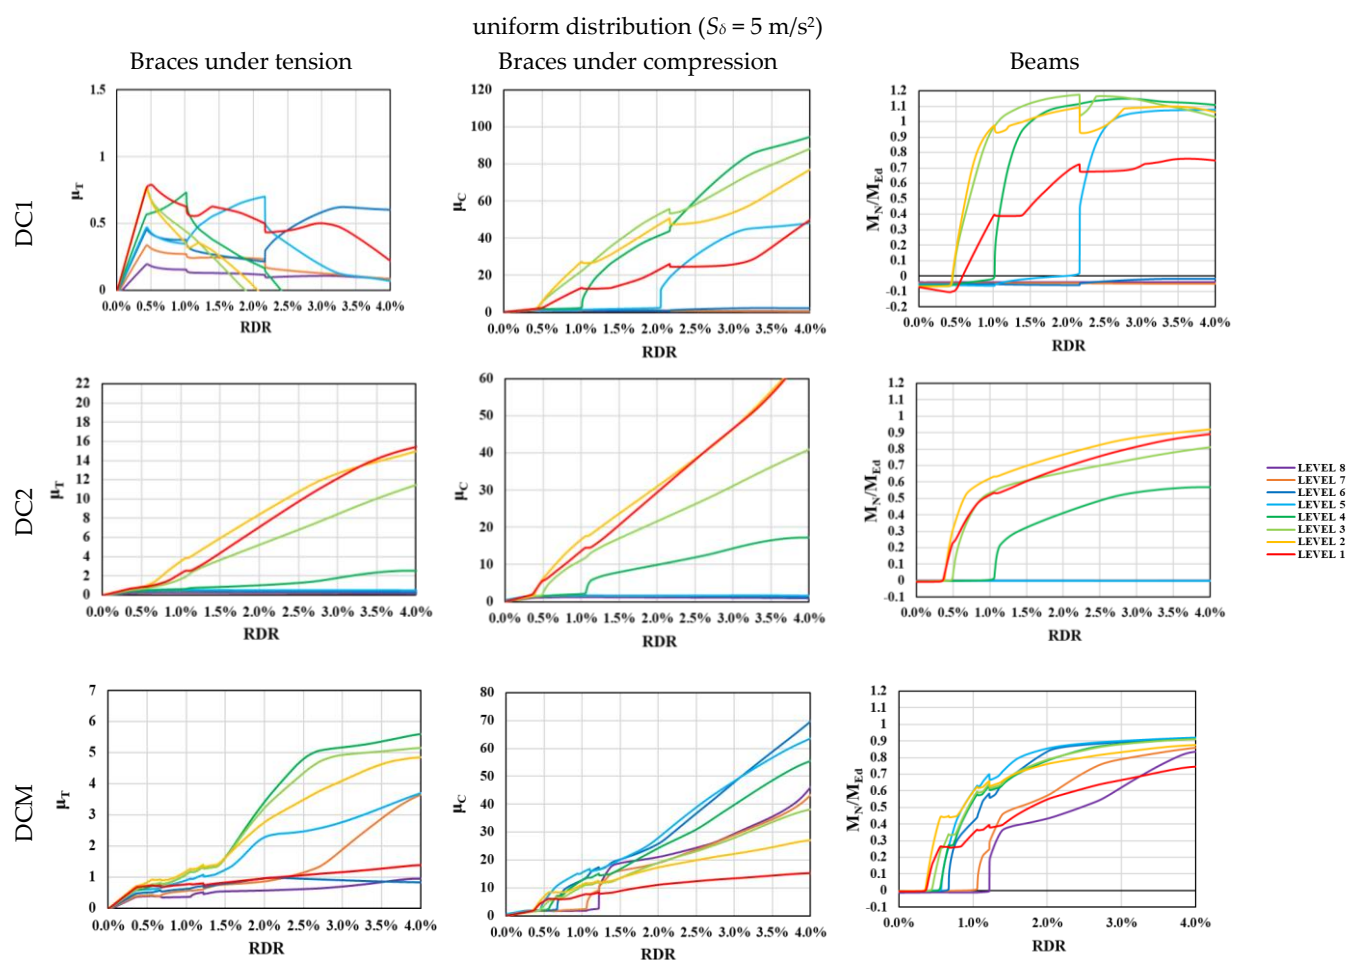 uniform distribution (Sδ = 5 m/s²)
Braces under tension
Braces under compression
Beams
DC1
μT
1.5
1
0.5
0
0.0% 0.5% 1.0% 1.5% 2.0% 2.5% 3.0% 3.5% 4.0%
RDR
μC
120
100
80
60
40
20
0
0.0% 0.5% 1.0% 1.5% 2.0% 2.5% 3.0% 3.5% 4.0%
RDR
MN/MEd
1.2
1.1
1
0.9
0.8
0.7
0.6
0.5
0.4
0.3
0.2
0.1
0
-0.1
-0.2
0.0% 0.5% 1.0% 1.5% 2.0% 2.5% 3.0% 3.5% 4.0%
RDR
DC2
μT
22
20
18
16
14
12
10
8
6
4
2
0
0.0% 0.5% 1.0% 1.5% 2.0% 2.5% 3.0% 3.5% 4.0%
RDR
μC
60
50
40
30
20
10
0
0.0% 0.5% 1.0% 1.5% 2.0% 2.5% 3.0% 3.5% 4.0%
RDR
MN/MEd
1.2
1.1
1
0.9
0.8
0.7
0.6
0.5
0.4
0.3
0.2
0.1
0
-0.1
0.0% 0.5% 1.0% 1.5% 2.0% 2.5% 3.0% 3.5% 4.0%
RDR
LEVEL 8
LEVEL 7
LEVEL 6
LEVEL 5
LEVEL 4
LEVEL 3
LEVEL 2
LEVEL 1
DCM
μT
7
6
5
4
3
2
1
0
0.0% 0.5% 1.0% 1.5% 2.0% 2.5% 3.0% 3.5% 4.0%
RDR
μC
80
70
60
50
40
30
20
10
0
0.0% 0.5% 1.0% 1.5% 2.0% 2.5% 3.0% 3.5% 4.0%
RDR
MN/MEd
1.2
1.1
1
0.9
0.8
0.7
0.6
0.5
0.4
0.3
0.2
0.1
0
-0.1
0.0% 1.0% 2.0% 3.0% 4.0%
RDR